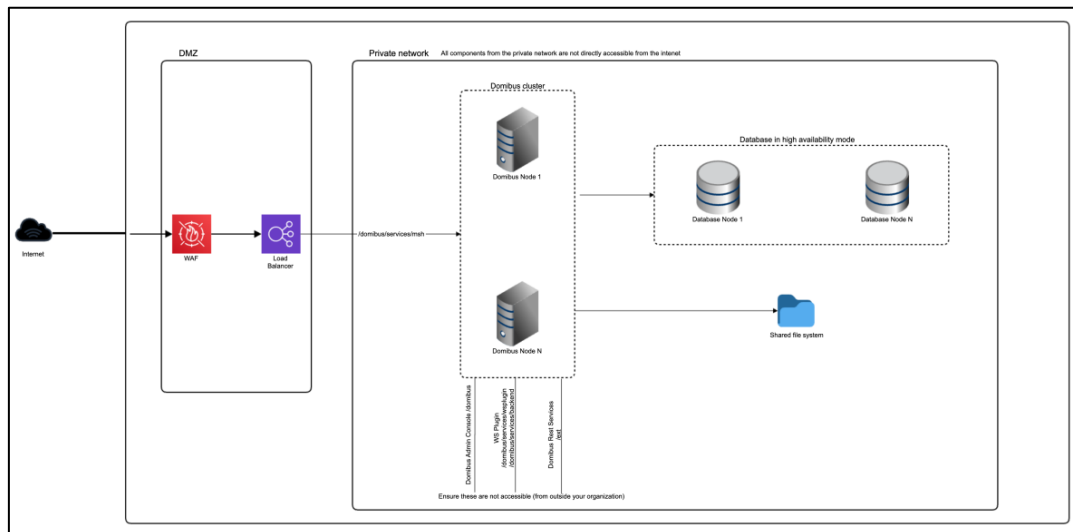 DMZ
Private network
All components from the private network are not directly accessible from the intenet
Domibus cluster
Domibus Node 1
Database in high availability mode
Database Node 1
Database Node N
Internet
WAF
Load
Balancer
/domibus/services/msh
Domibus Node N
Shared file system
Domibus Admin Console /domibus
WS Plugin
/domibus/services/wsplugin
/domibus/services/backend
Domibus Rest Services
/ext
Ensure these are not accessible (from outside your organization)